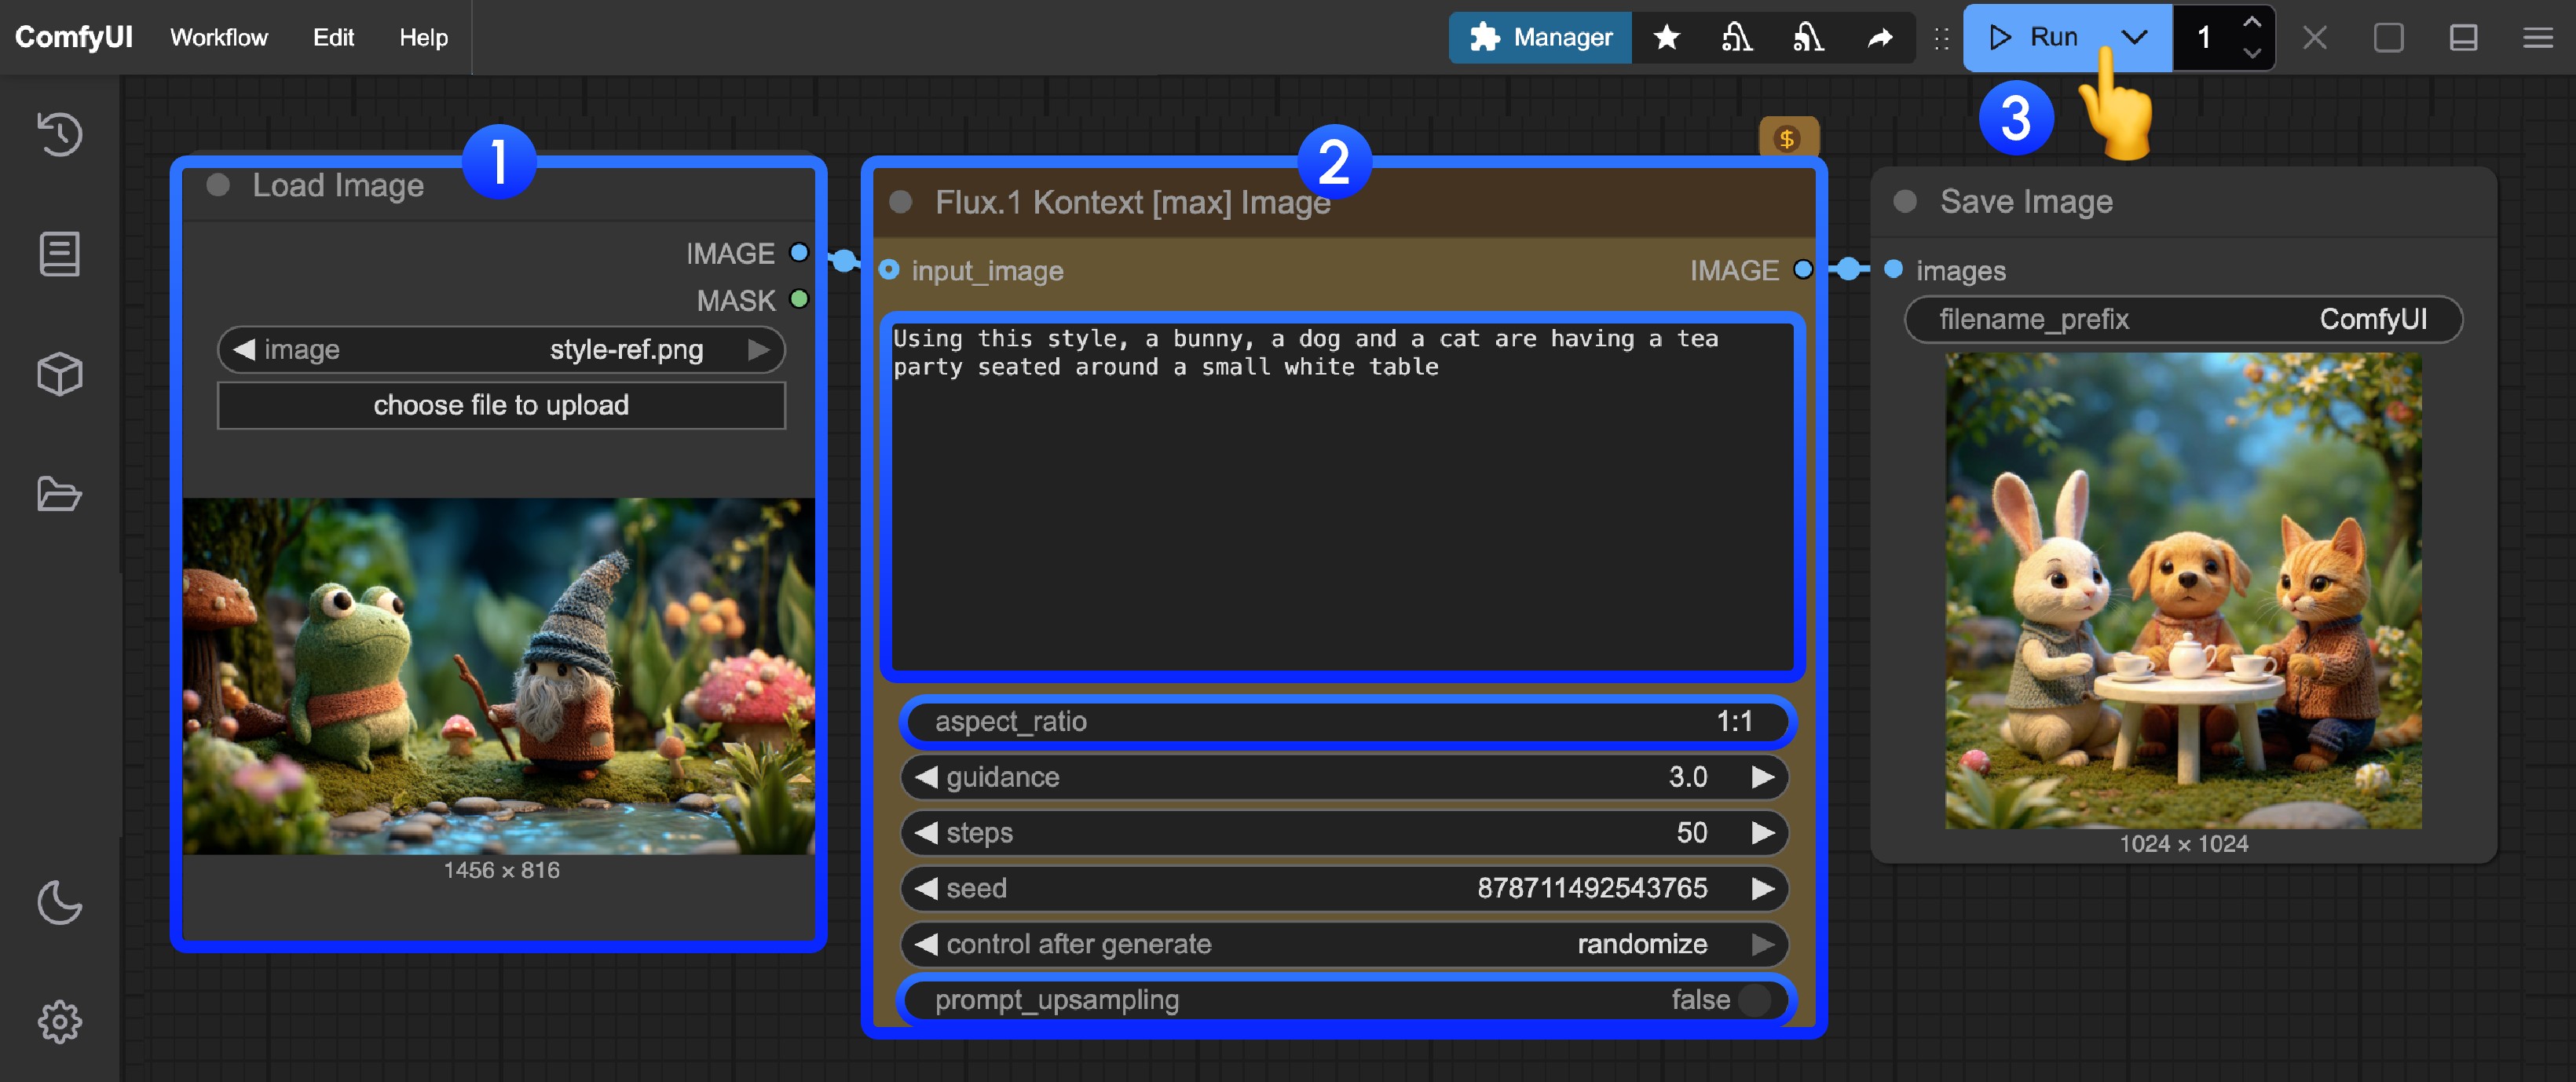 ComfyUI
Workflow
Edit
Help
Manager
Run
1
1
2
3
$
Load Image
IMAGE
MASK
image
style-ref.png
choose file to upload
1456 × 816
Flux.1 Kontext [max] Image
input_image
IMAGE
Using this style, a bunny, a dog and a cat are having a tea
party seated around a small white table
aspect_ratio
1:1
guidance
3.0
steps
50
seed
878711492543765
control after generate
randomize
prompt_upsampling
false
Save Image
images
filename_prefix
ComfyUI
1024 × 1024